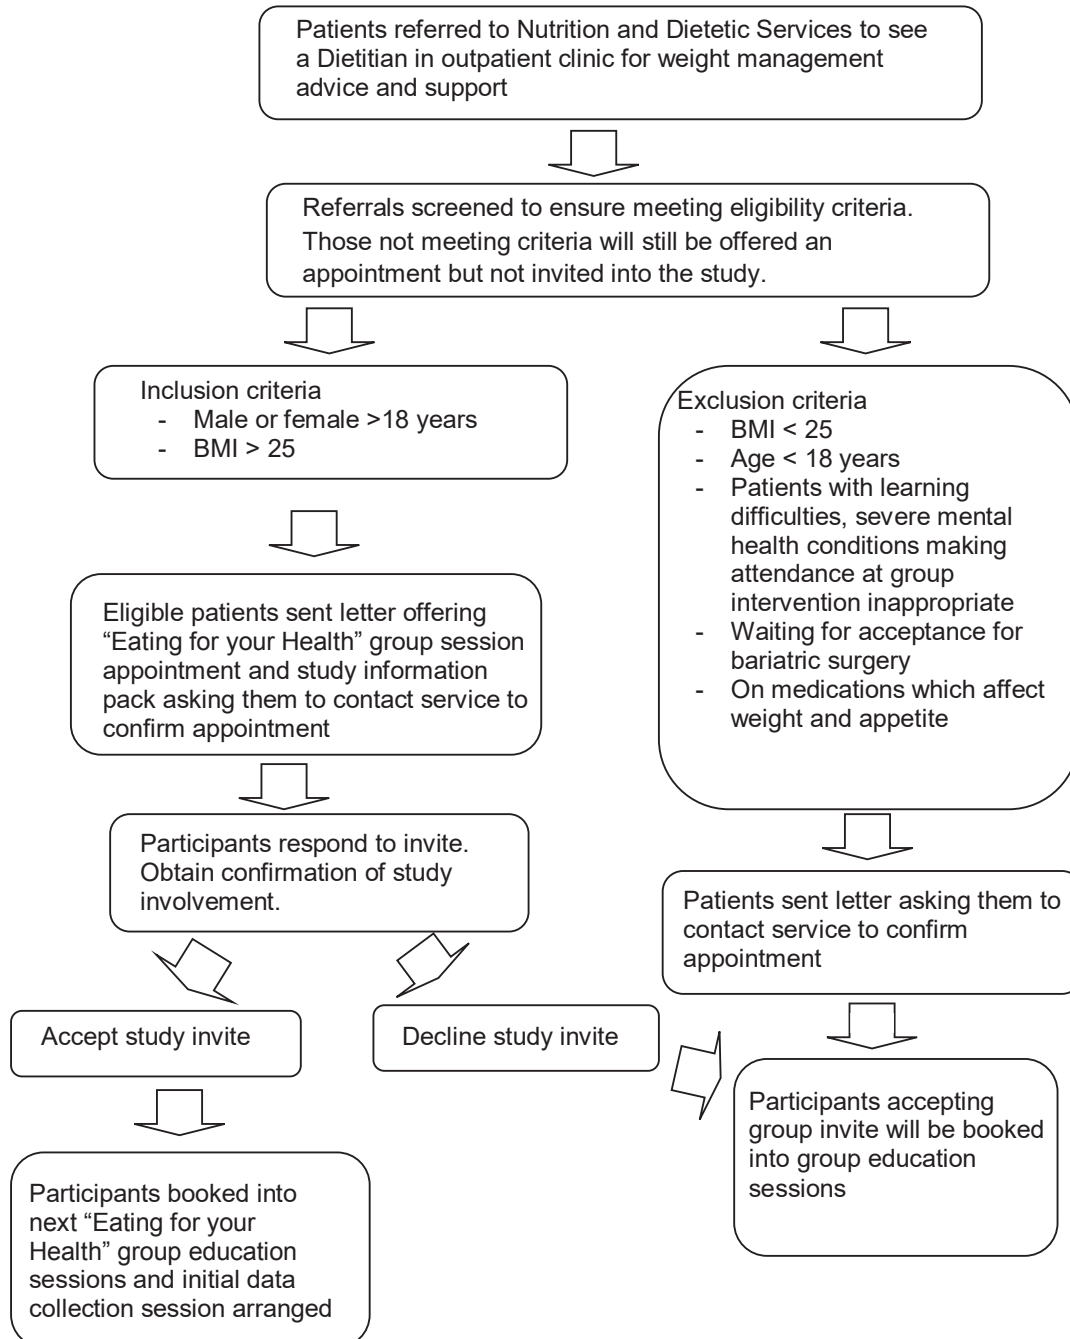 Patients referred to Nutrition and Dietetic Services to see
a Dietitian in outpatient clinic for weight management
advice and support
Referrals screened to ensure meeting eligibility criteria.
Those not meeting criteria will still be offered an
appointment but not invited into the study.
Inclusion criteria
- Male or female >18 years
- BMI > 25
Exclusion criteria
- BMI < 25
- Age < 18 years
- Patients with learning
difficulties, severe mental
health conditions making
attendance at group
intervention inappropriate
- Waiting for acceptance for
bariatric surgery
- On medications which affect
weight and appetite
Eligible patients sent letter offering
“Eating for your Health” group session
appointment and study information
pack asking them to contact service to
confirm appointment
Participants respond to invite.
Obtain confirmation of study
involvement.
Patients sent letter asking them to
contact service to confirm
appointment
Accept study invite
Decline study invite
Participants accepting
group invite will be booked
into group education
sessions
Participants booked into
next “Eating for your
Health” group education
sessions and initial data
collection session arranged